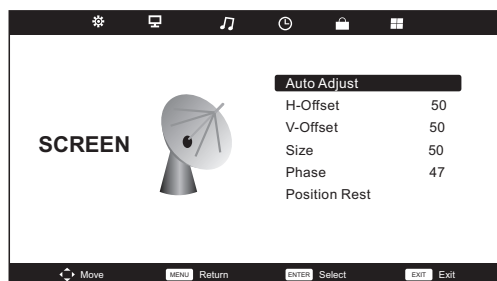 SCREEN
Auto Adjust
H-Offset 50
V-Offset 50
Size 50
Phase 47
Position Rest
Move MENU Return ENTER Select EXIT Exit